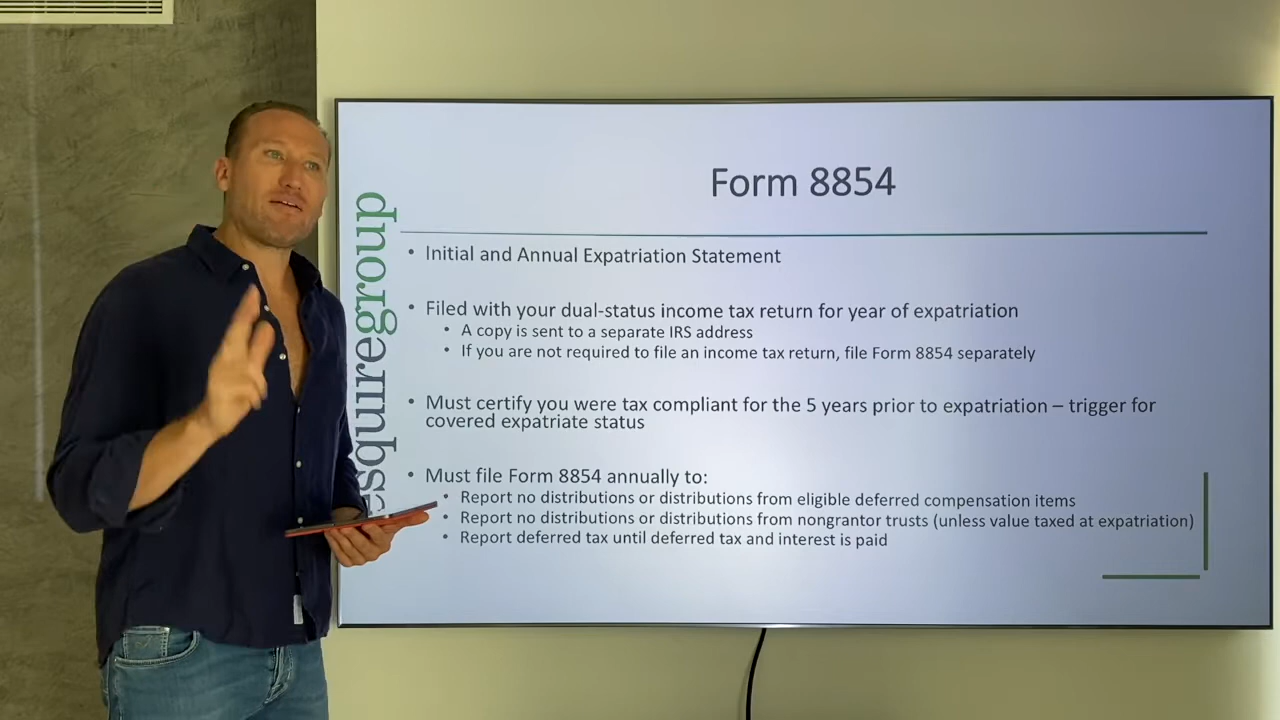 Form 8854
esquiregroup
• Initial and Annual Expatriation Statement
• Filed with your dual-status income tax return for year of expatriation
• A copy is sent to a separate IRS address
• If you are not required to file an income tax return, file Form 8854 separately
• Must certify you were tax compliant for the 5 years prior to expatriation – trigger for
covered expatriate status
• Must file Form 8854 annually to:
• Report no distributions or distributions from eligible deferred compensation items
• Report no distributions or distributions from nongrantor trusts (unless value taxed at expatriation)
• Report deferred tax until deferred tax and interest is paid